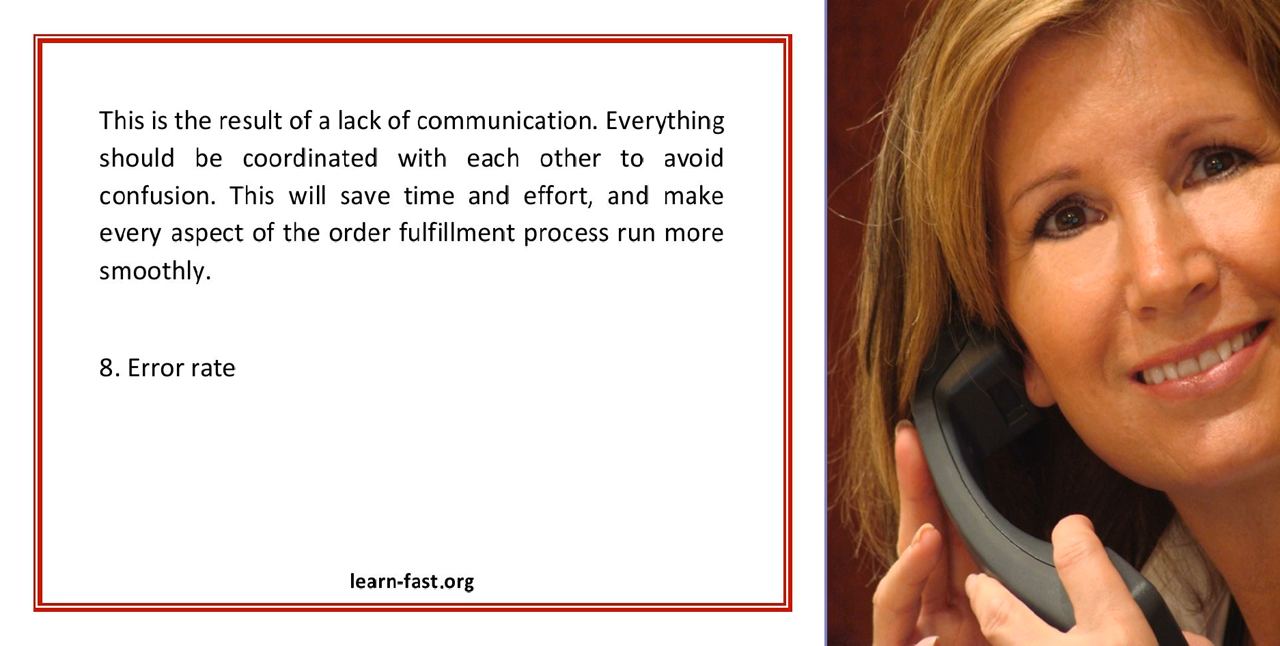 This is the result of a lack of communication. Everything
should be coordinated with each other to avoid
confusion. This will save time and effort, and make
every aspect of the order fulfillment process run more
smoothly.
8. Error rate
learn-fast.org